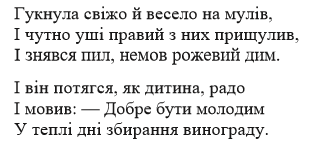 Гукнула свіжо й весело на мулів,
І чутно уші правий з них прищулив,
І знявся пил, немов рожевий дим.
І він потягся, як дитина, радо
І мовив: — Добре бути молодим
У теплі дні збирання винограду.